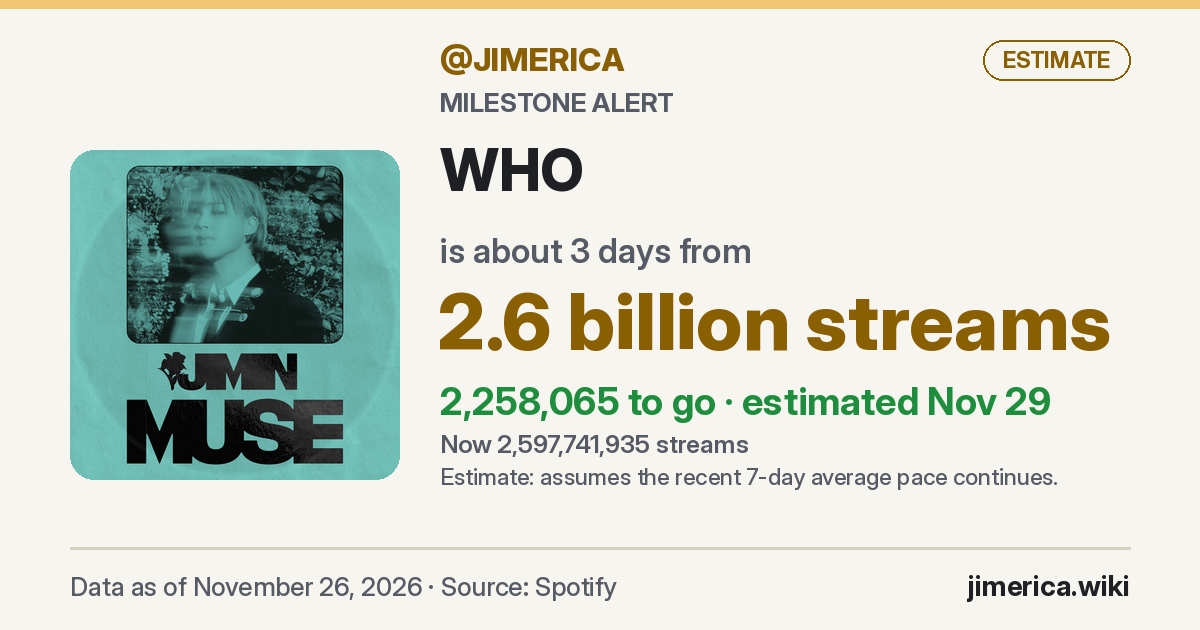 @JIMERICA
ESTIMATE
MILESTONE ALERT
WHO
is about 3 days from
2.6 billion streams
2,258,065 to go · estimated Nov 29
Now 2,597,741,935 streams
Estimate: assumes the recent 7-day average pace continues.
JIMIN
MUSE
Data as of November 26, 2026 · Source: Spotify
jimerica.wiki